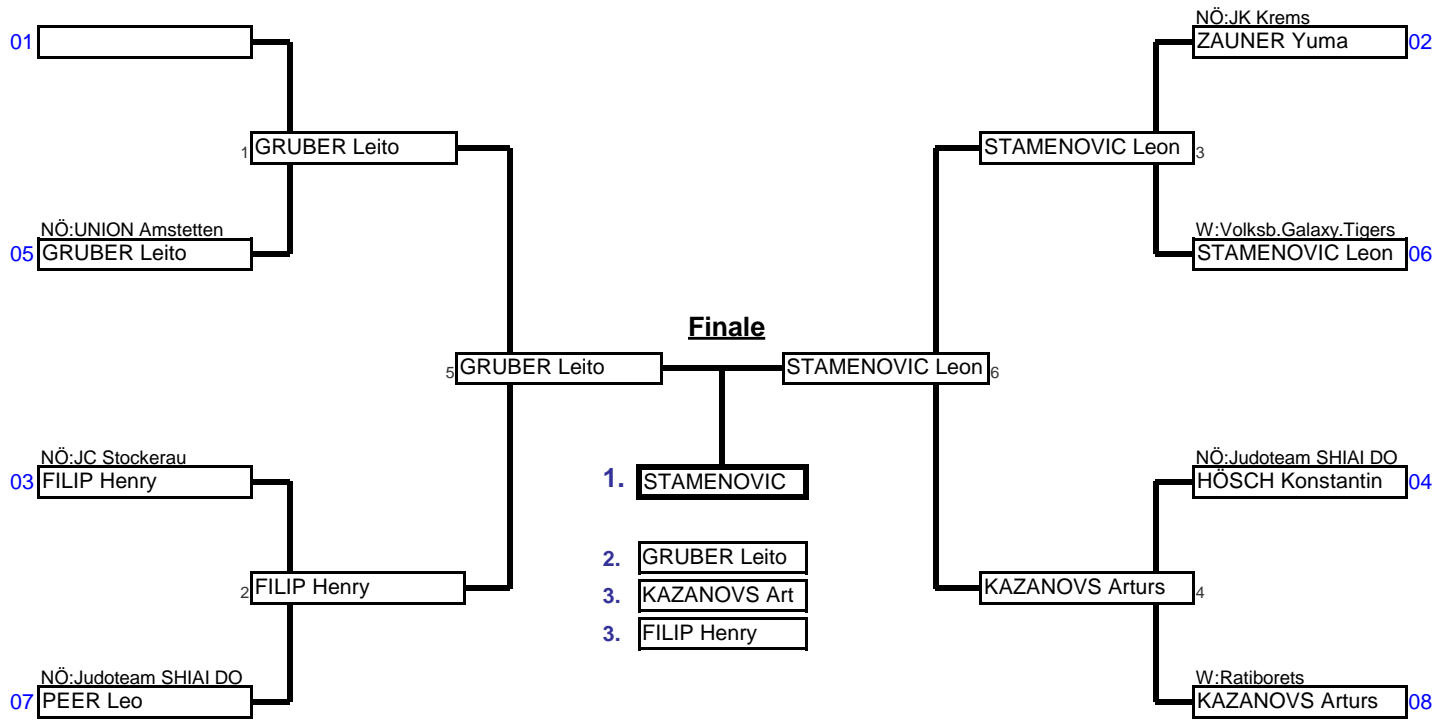 01
NÖ:JK Krems
ZAUNER Yuma 02
1 GRUBER Leito
STAMENOVIC Leon 3
NÖ:UNION Amstetten
05 GRUBER Leito
W:Volksb.Galaxy.Tigers
STAMENOVIC Leon 06
Finale
5 GRUBER Leito
STAMENOVIC Leon 6
NÖ:JC Stockerau
03 FILIP Henry
1. STAMENOVIC
NÖ:Judoteam SHIAI DO
HÖSCH Konstantin 04
2. GRUBER Leito
2 FILIP Henry
3. KAZANOVS Art
KAZANOVS Arturs 4
3. FILIP Henry
NÖ:Judoteam SHIAI DO
07 PEER Leo
W:Ratiborets
KAZANOVS Arturs 08